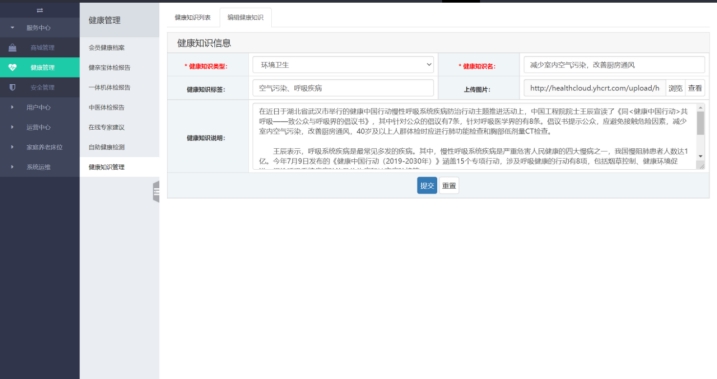 服务中心
商城管理
健康管理
安全管理
用户中心
运营中心
家庭养老床位
系统运维
健康管理
会员健康档案
健亲宝体检报告
一体机体检报告
中医体检报告
在线专家建议
自助健康检测
健康知识管理
健康知识列表
编辑健康知识
健康知识信息
* 健康知识类型:
环境卫生
* 健康知识名:
减少室内空气污染，改善厨房通风
健康知识标签:
空气污染，呼吸疾病
上传图片:
http://healthcloud.yhcrt.com/upload/h
浏览
查看
健康知识说明:
在近日于湖北省武汉市举行的健康中国行动慢性呼吸系统疾病防治行动主题推进活动上，中国工程院院士王辰宣读了《同<健康中国行动>共
呼吸——致公众与呼吸界的倡议书》，其中针对公众的倡议有7条，针对呼吸医学界的有8条。倡议书提示公众，应避免接触危险因素，减少
室内空气污染，改善厨房通风，40岁及以上人群体检时应进行肺功能检查和胸部低剂量CT检查。
王辰表示，呼吸系统疾病是最常见多发的疾病。其中，慢性呼吸系统疾病是严重危害人民健康的四大慢病之一，我国慢阻肺患者人数达1
亿。今年7月9日发布的《健康中国行动（2019-2030年）》涵盖15个专项行动，涉及呼吸健康的行动有8项，包括烟草控制，健康环境促
提交
重置